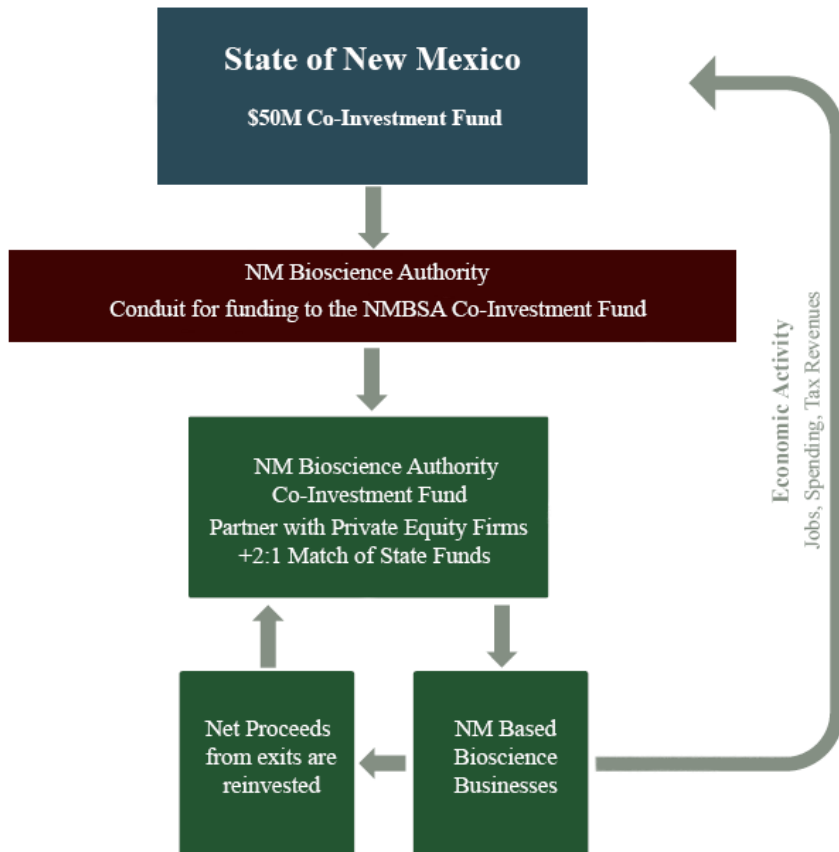 State of New Mexico
$50M Co-Investment Fund
NM Bioscience Authority
Conduit for funding to the NMBSA Co-Investment Fund
NM Bioscience Authority
Co-Investment Fund
Partner with Private Equity Firms
+2:1 Match of State Funds
Net Proceeds
from exits are
reinvested
NM Based
Bioscience
Businesses
Economic Activity
Jobs, Spending, Tax Revenues